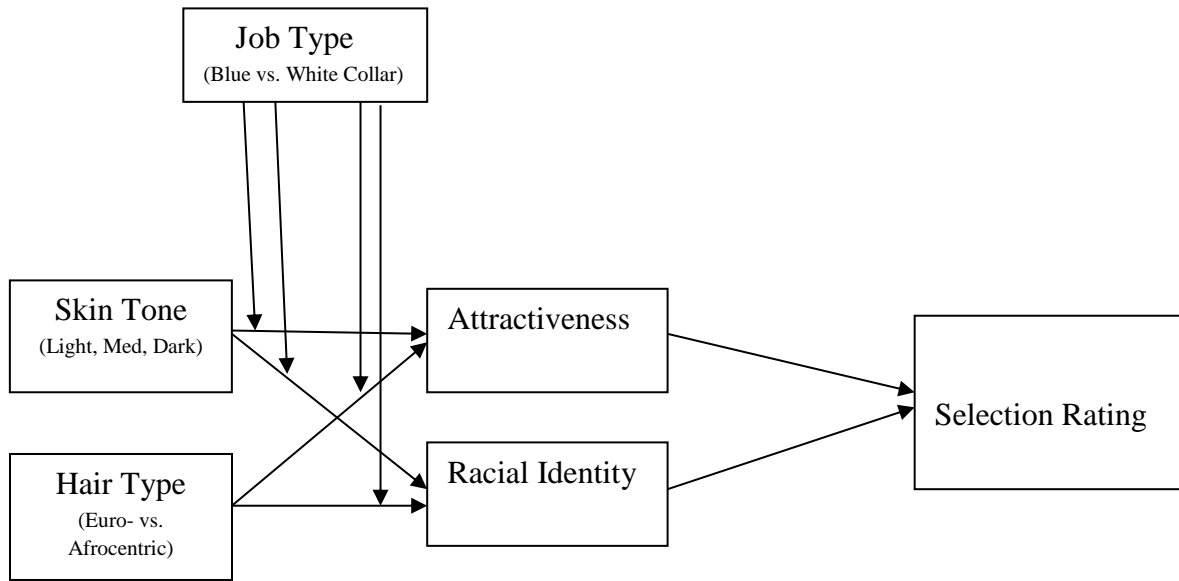 Job Type
(Blue vs. White Collar)
Skin Tone
(Light, Med, Dark)
Attractiveness
Selection Rating
Hair Type
(Euro- vs.
Afrocentric)
Racial Identity